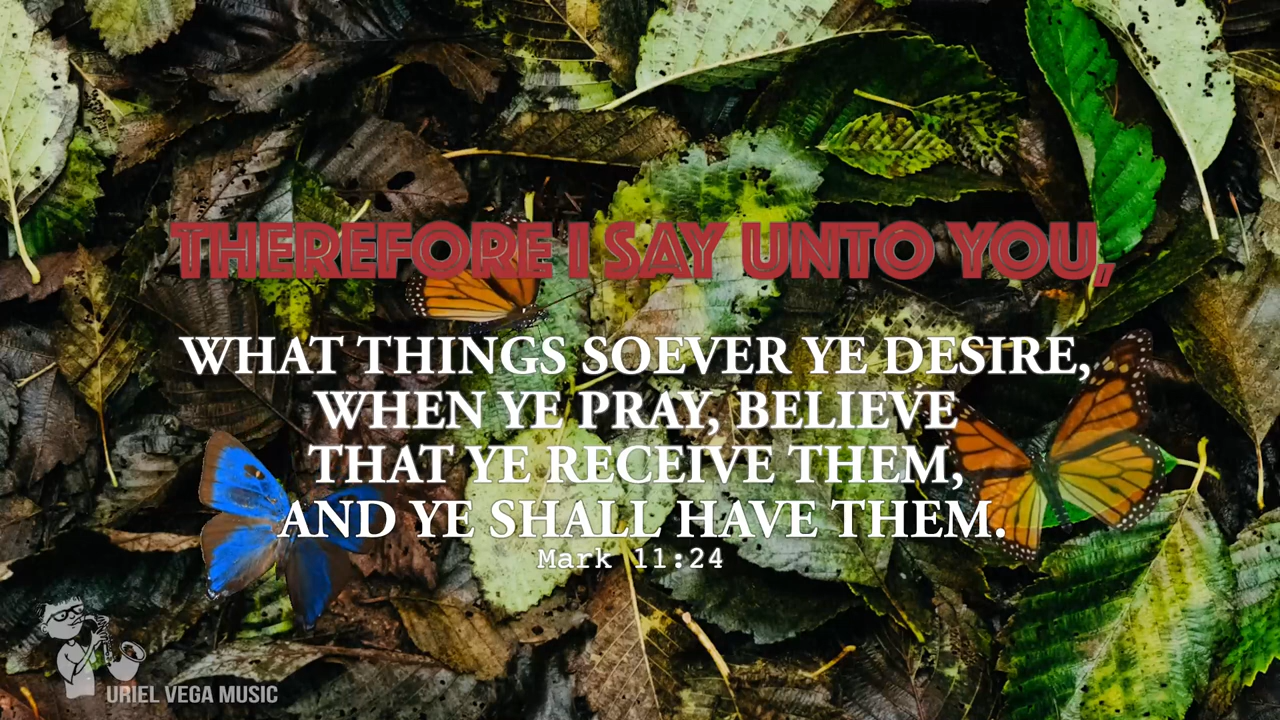 THEREFORE I SAY UNTO YOU,
WHAT THINGS SOEVER YE DESIRE,
WHEN YE PRAY, BELIEVE
THAT YE RECEIVE THEM,
AND YE SHALL HAVE THEM.
Mark 11:24
URIEL VEGA MUSIC